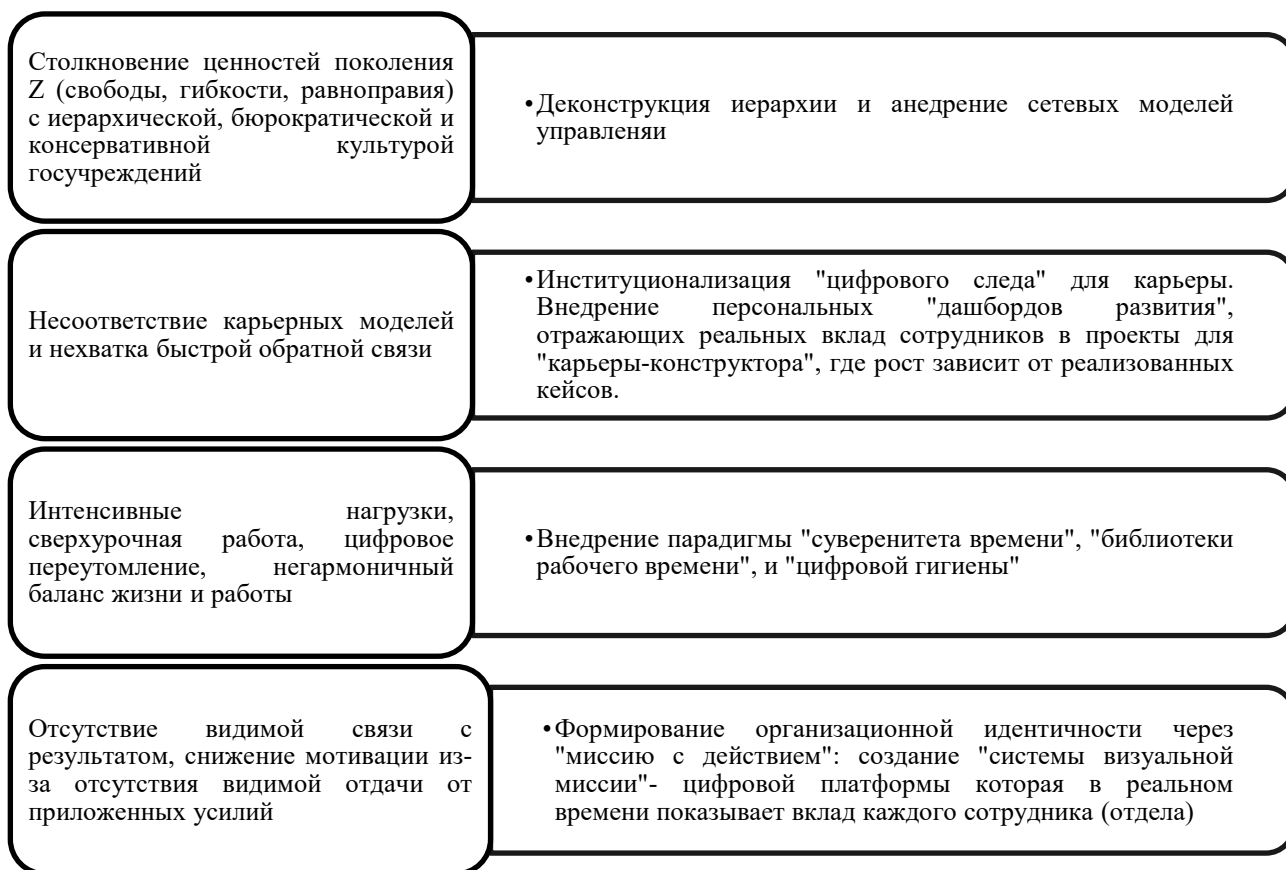 Столкновение ценностей поколения
Z (свободы, гибкости, равноправия)
с иерархической, бюрократической и
консервативной культурой
госучреждений
•Деконструкция иерархии и анедрение сетевых моделей
управленяи
Несоответствие карьерных моделей
и нехватка быстрой обратной связи
•Институционализация "цифрового следа" для карьеры.
Внедрение персональных "дашбордов развития",
отражающих реальных вклад сотрудников в проекты для
"карьеры-конструктора", где рост зависит от реализованных
кейсов.
Интенсивные нагрузки,
сверхурочная работа, цифровое
переутомление, негармоничный
баланс жизни и работы
•Внедрение парадигмы "суверенитета времени", "библиотеки
рабочего времени", и "цифровой гигиены"
Отсутствие видимой связи с
результатом, снижение мотивации из-
за отсутствия видимой отдачи от
приложенных усилий
•Формирование организационной идентичности через
"миссию с действием": создание "системы визуальной
миссии"- цифровой платформы которая в реальном
времени показывает вклад каждого сотрудника (отдела)